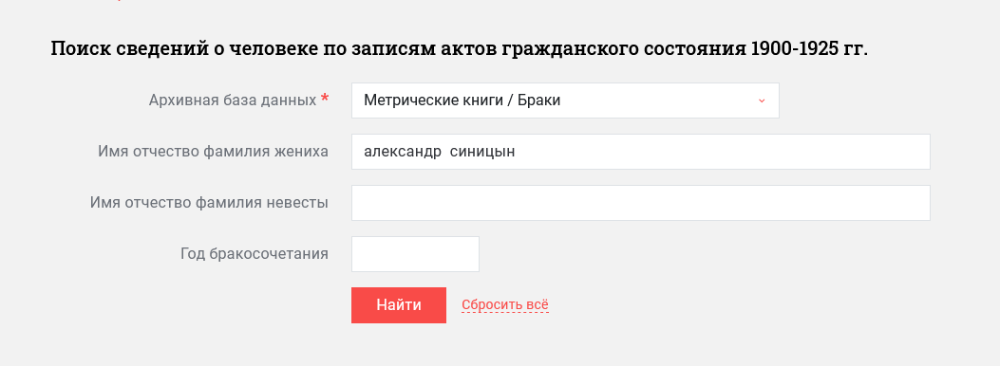 Поиск сведений о человеке по записям актов гражданского состояния 1900-1925 гг.
Архивная база данных * Метрические книги / Браки
Имя отчество фамилия жениха александр  синицын
Имя отчество фамилия невесты
Год бракосочетания
Найти Сбросить всё